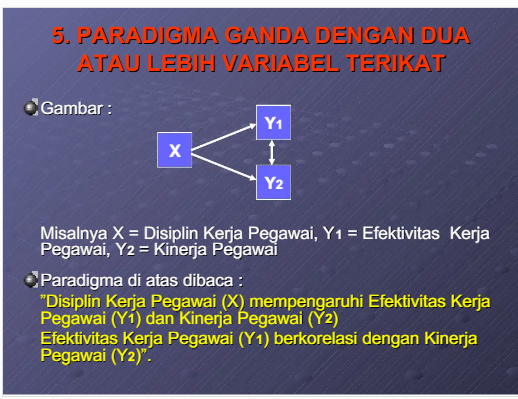 5. PARADIGMA GANDA DENGAN DUA
ATAU LEBIH VARIABEL TERIKAT
Gambar :
Y1
X
Y2
Misalnya X = Disiplin Kerja Pegawai, Y1 = Efektivitas Kerja
Pegawai, Y2 = Kinerja Pegawai
Paradigma di atas dibaca :
”Disiplin Kerja Pegawai (X) mempengaruhi Efektivitas Kerja
Pegawai (Y1) dan Kinerja Pegawai (Y2)
Efektivitas Kerja Pegawai (Y1) berkorelasi dengan Kinerja
Pegawai (Y2)”.